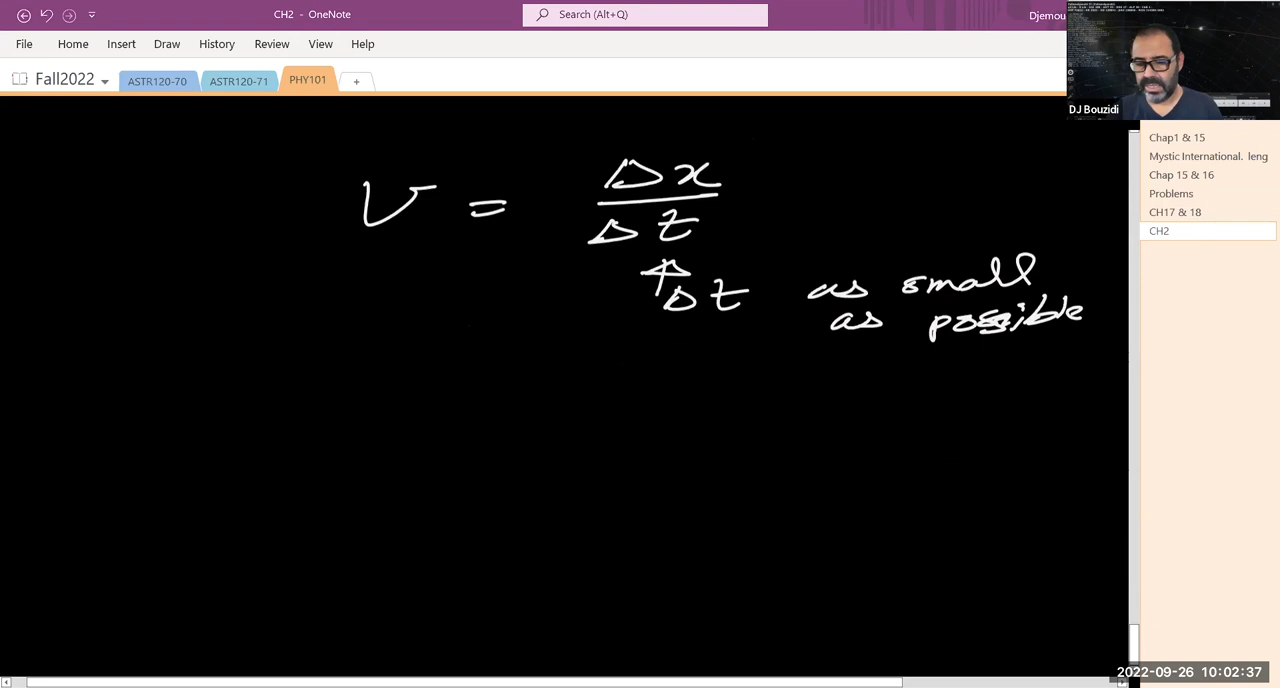 CH2 - OneNote
Search (Alt+Q)
Djemou
File Home Insert Draw History Review View Help
Fall2022 ASTR120-70 ASTR120-71 PHY101 +
DJ Bouzidi
Chap1 & 15
Mystic International. leng
Chap 15 & 16
Problems
CH17 & 18
CH2
V = Δx
Δt
↑
Δt as small
as possible
2022-09-26 10:02:37